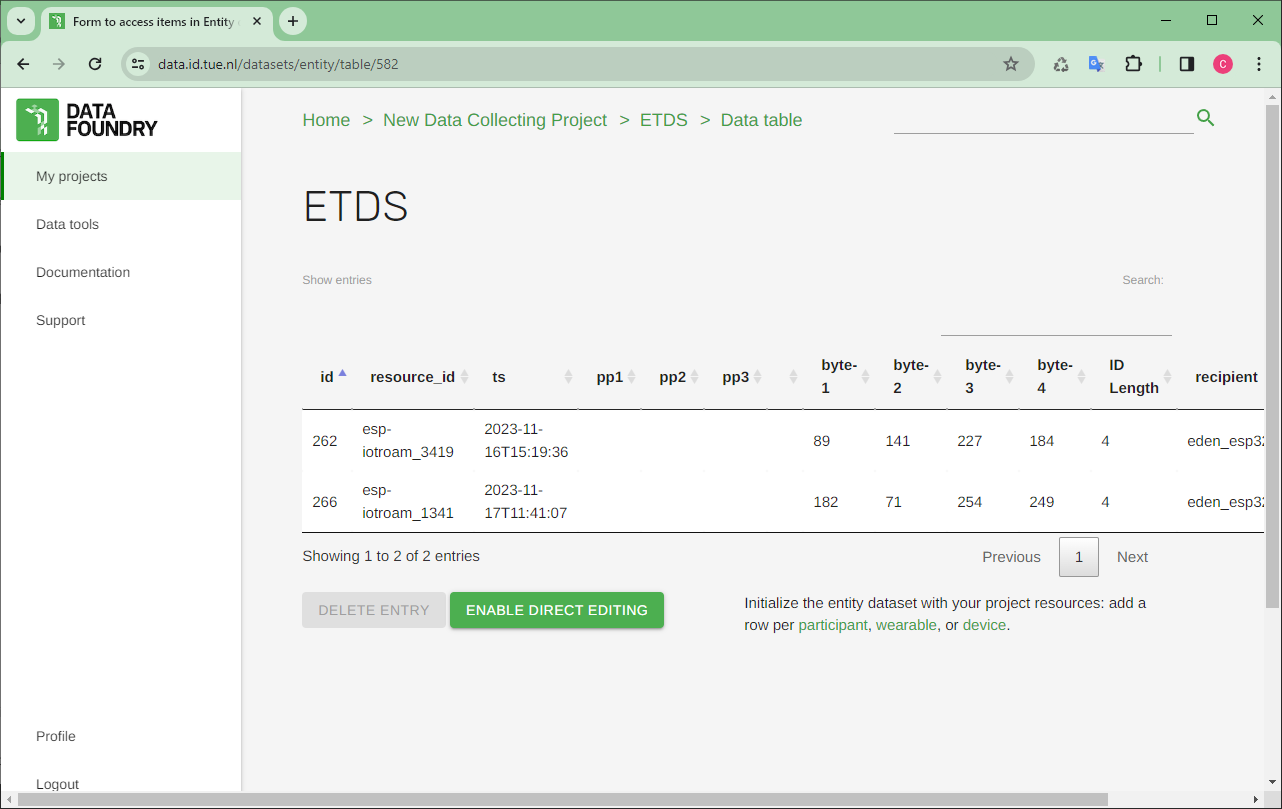 Form to access items in Entity
data.id.tue.nl/datasets/entity/table/582
C
DATA
FOUNDRY
My projects
Data tools
Documentation
Support
Profile
Logout
Home > New Data Collecting Project > ETDS > Data table
ETDS
Show entries
Search:
id resource_id ts pp1 pp2 pp3 byte-1 byte-2 byte-3 byte-4 ID Length recipient
262 esp-iotroam_3419 2023-11-16T15:19:36 89 141 227 184 4 eden_esp32
266 esp-iotroam_1341 2023-11-17T11:41:07 182 71 254 249 4 eden_esp32
Showing 1 to 2 of 2 entries
Previous 1 Next
DELETE ENTRY ENABLE DIRECT EDITING
Initialize the entity dataset with your project resources: add a
row per participant, wearable, or device.